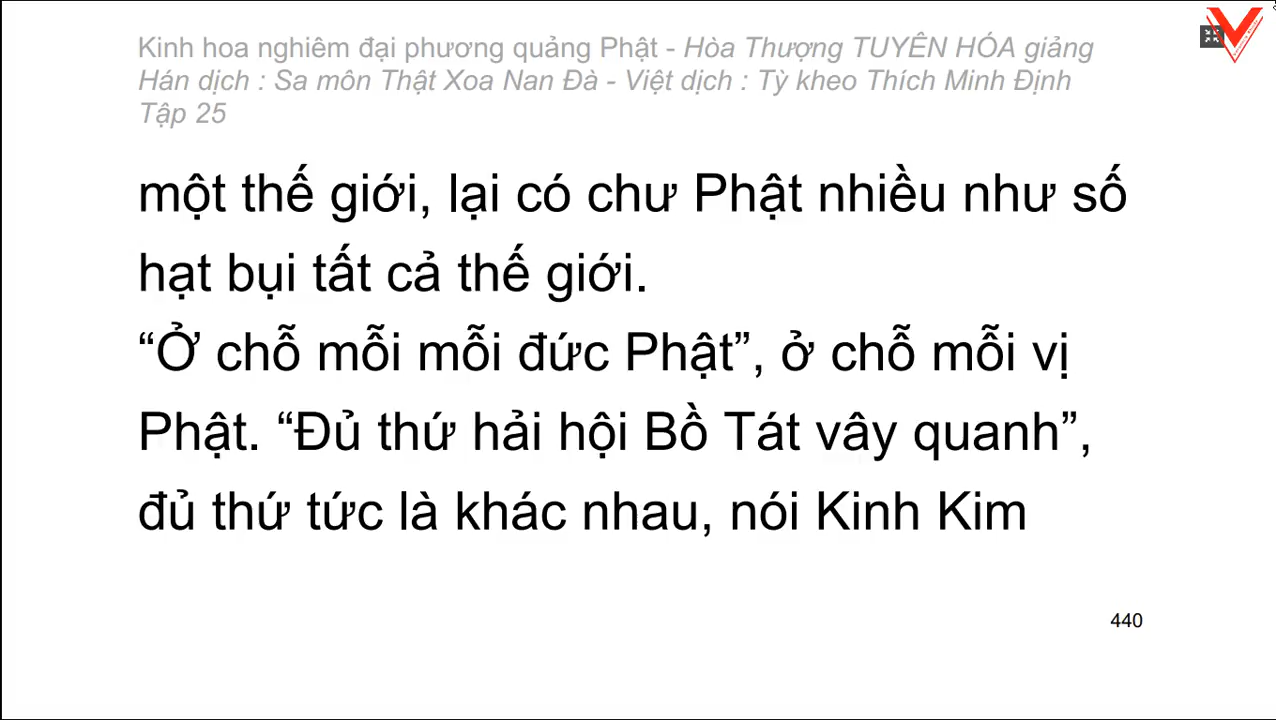 Kinh hoa nghiêm đại phương quảng Phật - Hòa Thượng TUYÊN HÓA giảng
Hán dịch : Sa môn Thật Xoa Nan Đà - Việt dịch : Tỳ kheo Thích Minh Định
Tập 25
một thế giới, lại có chư Phật nhiều như số
hạt bụi tất cả thế giới.
“Ở chỗ mỗi mỗi đức Phật”, ở chỗ mỗi vị
Phật. “Đủ thứ hải hội Bồ Tát vây quanh”,
đủ thứ tức là khác nhau, nói Kinh Kim
440